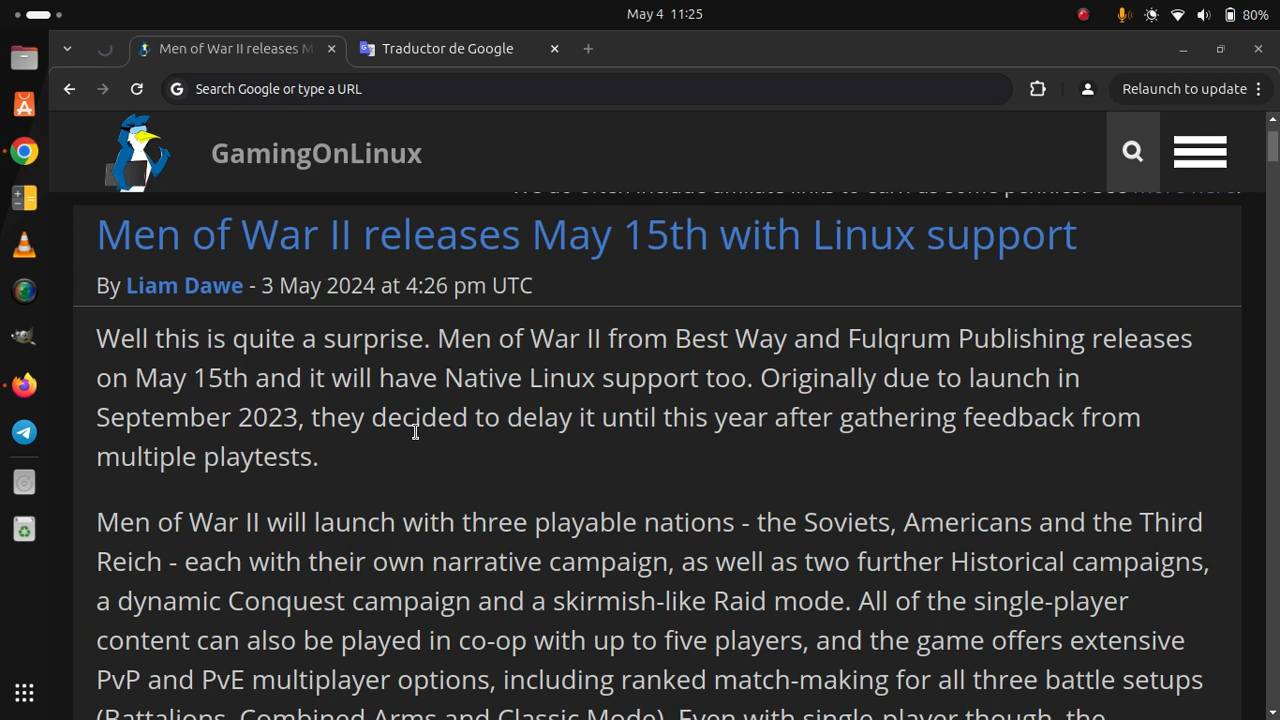 May 4 11:25
80%
Men of War II releases M
Traductor de Google
Search Google or type a URL
Relaunch to update
GamingOnLinux
We do often include affiliate links to earn us some pennies. See more here.
Men of War II releases May 15th with Linux support
By Liam Dawe - 3 May 2024 at 4:26 pm UTC
Well this is quite a surprise. Men of War II from Best Way and Fulqrum Publishing releases
on May 15th and it will have Native Linux support too. Originally due to launch in
September 2023, they decided to delay it until this year after gathering feedback from
multiple playtests.
Men of War II will launch with three playable nations - the Soviets, Americans and the Third
Reich - each with their own narrative campaign, as well as two further Historical campaigns,
a dynamic Conquest campaign and a skirmish-like Raid mode. All of the single-player
content can also be played in co-op with up to five players, and the game offers extensive
PvP and PvE multiplayer options, including ranked match-making for all three battle setups
(Battalions, Combined Arms and Classic Mode). Even with single-player though, the